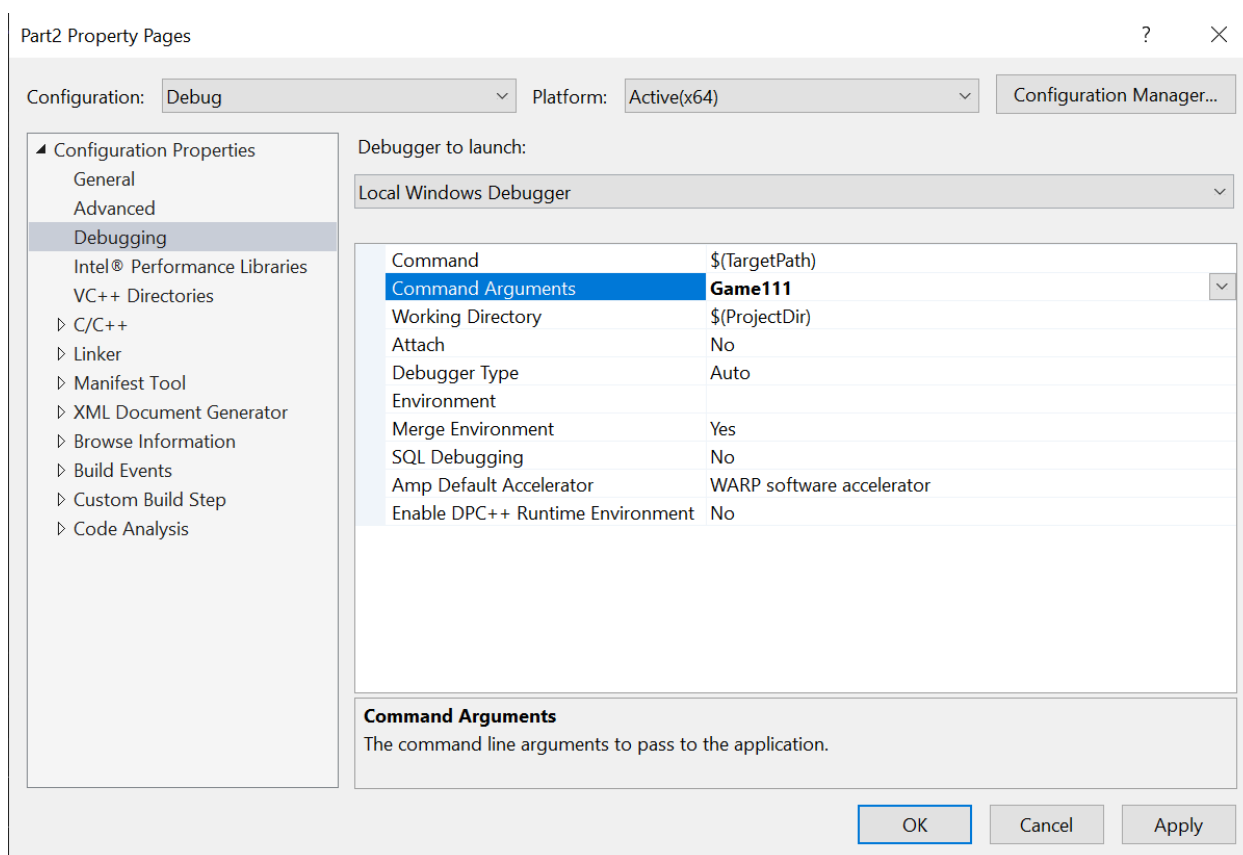 Part2 Property Pages
?
Configuration: Debug Platform: Active(x64) Configuration Manager...
Configuration Properties
General
Advanced
Debugging
Intel® Performance Libraries
VC++ Directories
C/C++
Linker
Manifest Tool
XML Document Generator
Browse Information
Build Events
Custom Build Step
Code Analysis
Debugger to launch:
Local Windows Debugger
Command $(TargetPath)
Command Arguments Game111
Working Directory $(ProjectDir)
Attach No
Debugger Type Auto
Environment
Merge Environment Yes
SQL Debugging No
Amp Default Accelerator WARP software accelerator
Enable DPC++ Runtime Environment No
Command Arguments
The command line arguments to pass to the application.
OK Cancel Apply